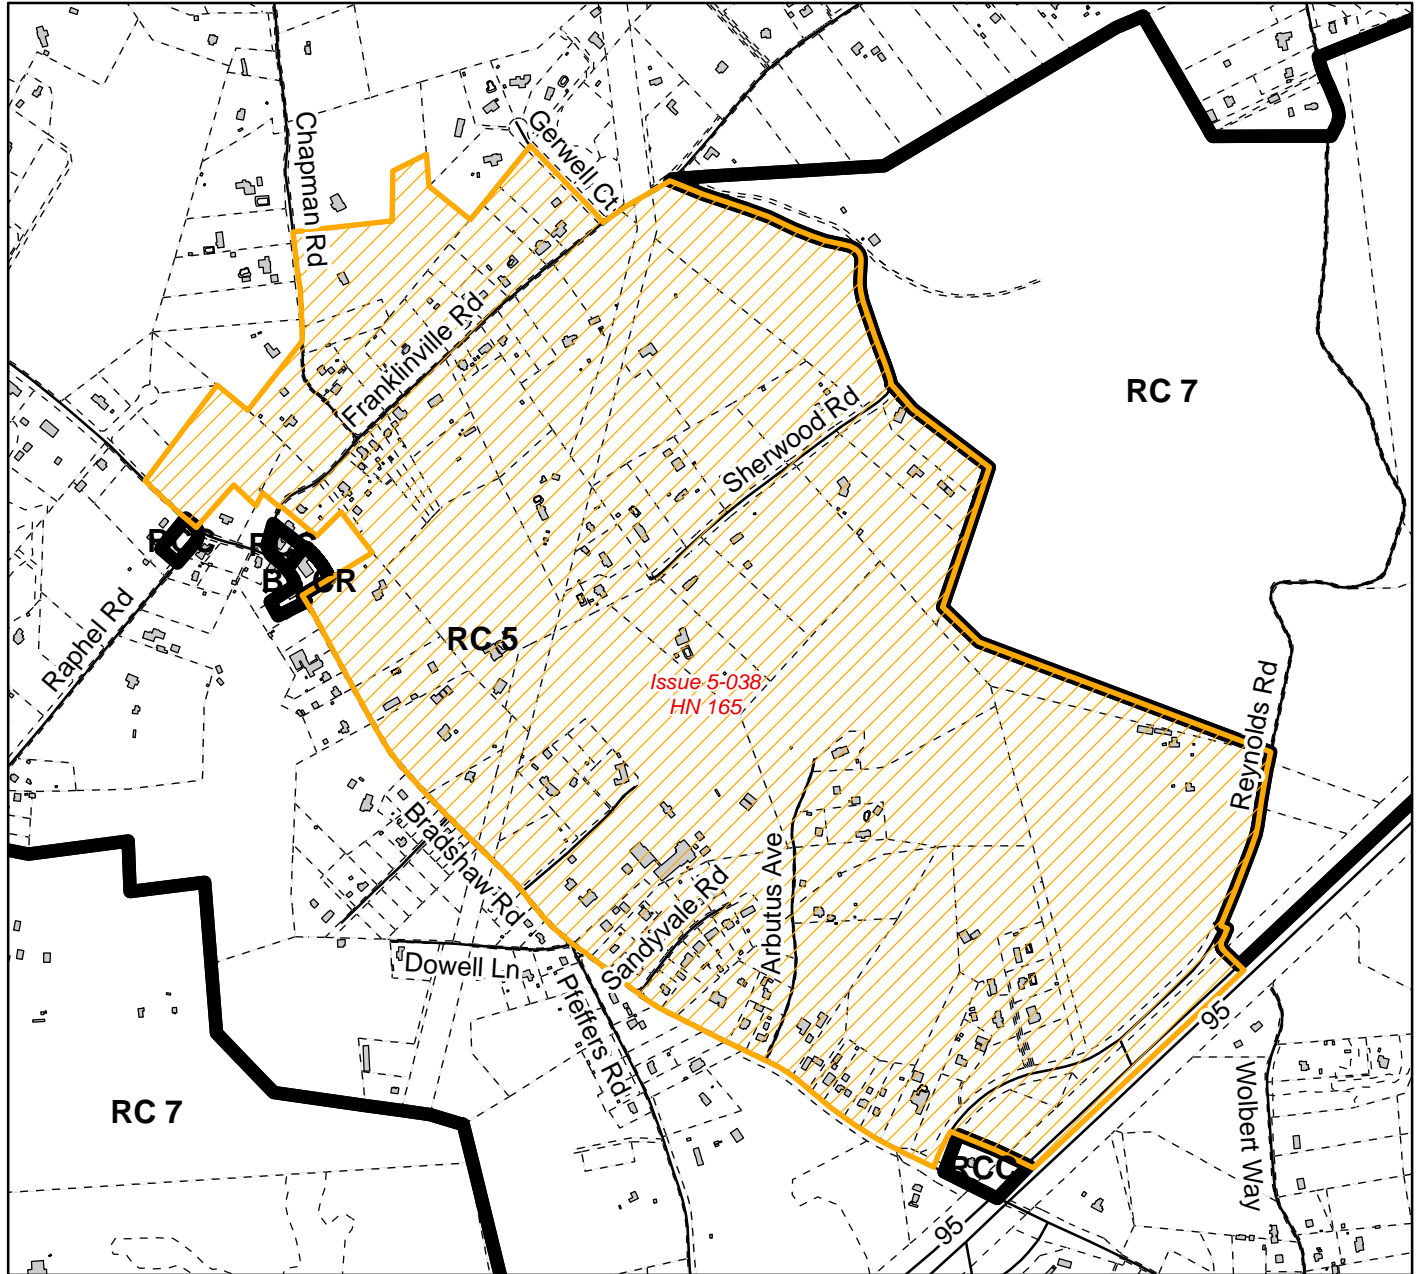 Gerwell Ct
Chapman Rd
Franklinville Rd
RC 7
Sherwood Rd
CR
Raphel Rd
RC 5
Issue 5-038
HN 165
Reynolds Rd
Bradshaw Rd
Sandyvale Rd
Arbutus Ave
Dowell Ln
Pfeffers Rd
95
Wolbert Way
RC 7
RCC
95